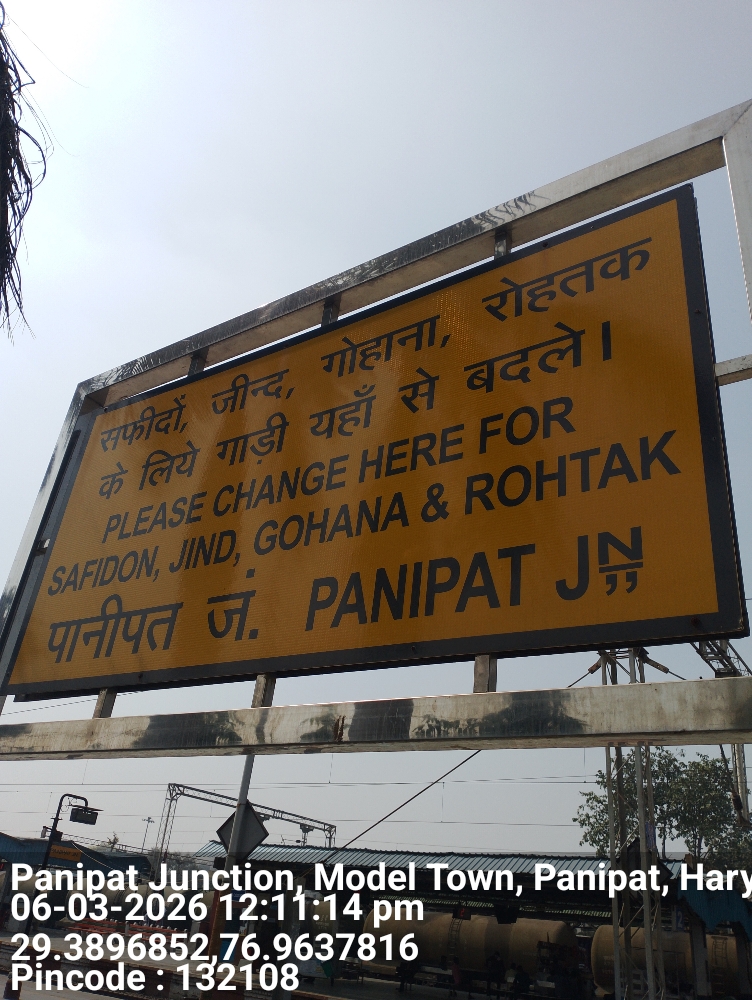 सफीदों, जीन्द, गोहाना, रोहतक
के लिये गाड़ी यहाँ से बदले।
PLEASE CHANGE HERE FOR
SAFIDON, JIND, GOHANA & ROHTAK
पानीपत जं. PANIPAT JN
Panipat Junction, Model Town, Panipat, Hary
06-03-2026 12:11:14 pm
29.3896852,76.9637816
Pincode : 132108